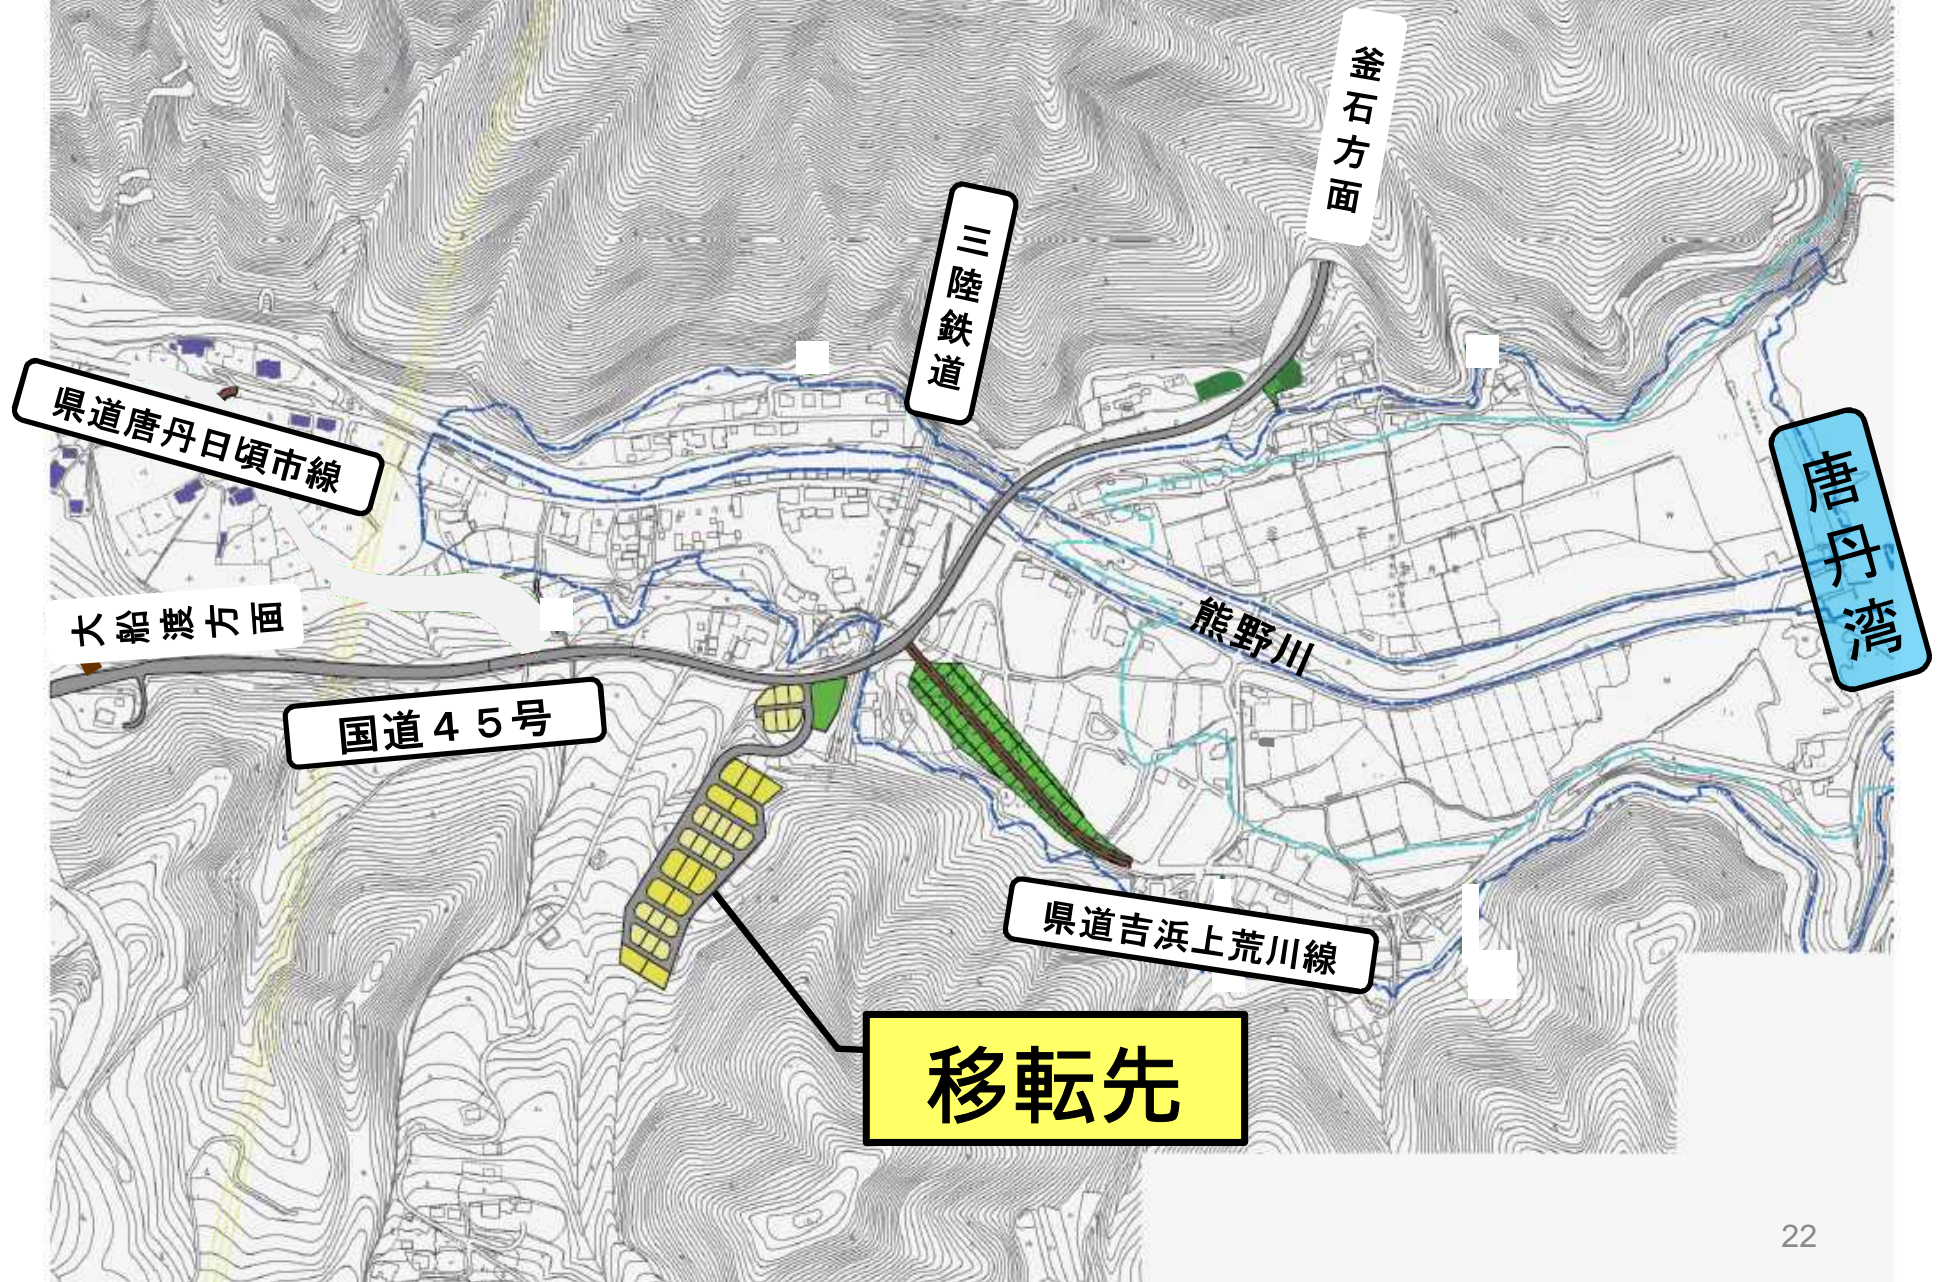 釜石方面
三陸鉄道
県道唐丹日頃市線
唐丹湾
大船渡方面
熊野川
国道４５号
県道吉浜上荒川線
移転先
22